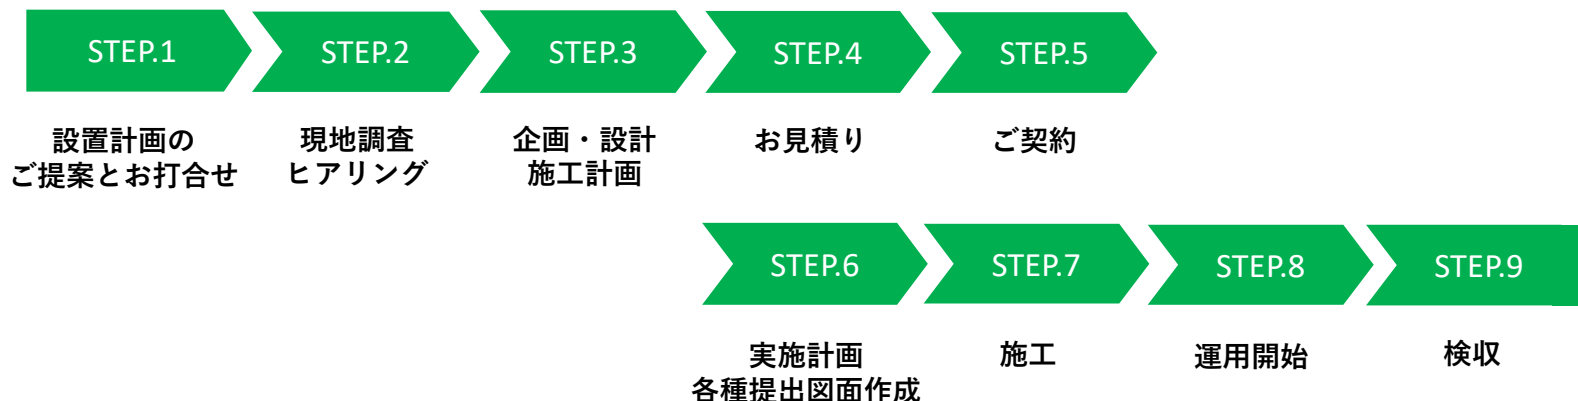 STEP.1
STEP.2
STEP.3
STEP.4
STEP.5
設置計画の
ご提案とお打合せ
現地調査
ヒアリング
企画・設計
施工計画
お見積り
ご契約
STEP.6
STEP.7
STEP.8
STEP.9
実施計画
各種提出図面作成
施工
運用開始
検収